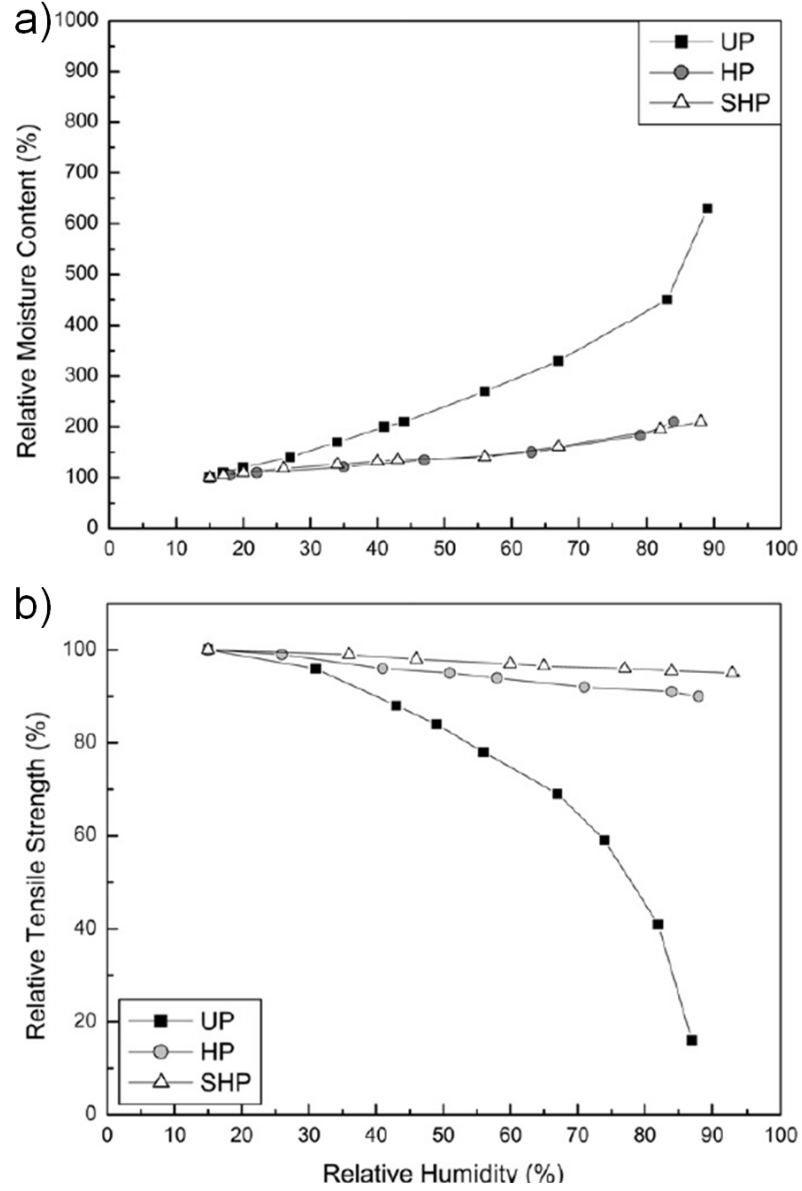 a)
1000
900
800
700
600
500
400
300
200
100
0
Relative Moisture Content (%)
UP
HP
SHP
0 10 20 30 40 50 60 70 80 90 100
b)
100
80
60
40
20
0
Relative Tensile Strength (%)
UP
HP
SHP
0 10 20 30 40 50 60 70 80 90 100
Relative Humidity (%)